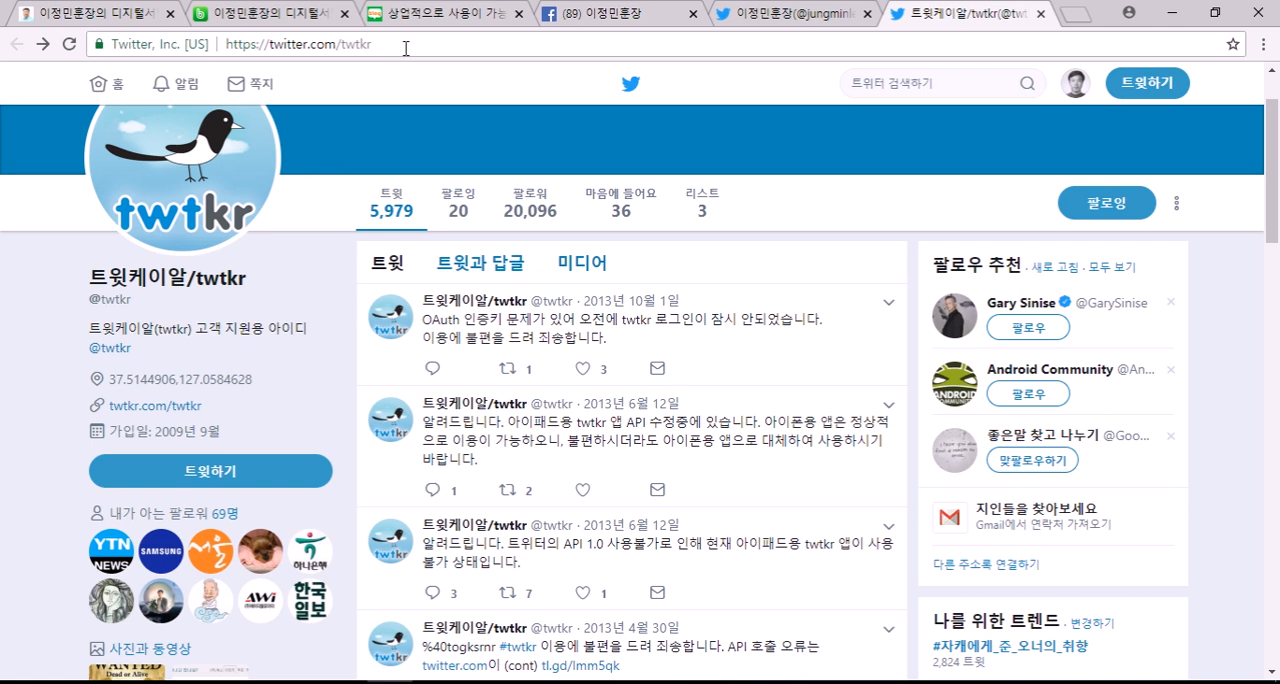 이정민훈장의 디지털서
이정민훈장의 디지털서
상업적으로 사용이 가능
(89) 이정민훈장
이정민훈장(@jungmin
트윗케이알/twtkr(@tw
Twitter, Inc. [US]
https://twitter.com/twtkr
홈
알림
쪽지
트위터 검색하기
트윗하기
twtkr
트윗
5,979
팔로잉
20
팔로워
20,096
마음에 들어요
36
리스트
3
팔로잉
트윗케이알/twtkr
@twtkr
트윗케이알(twtkr) 고객 지원용 아이디
@twtkr
37.5144906,127.0584628
twtkr.com/twtkr
가입일: 2009년 9월
트윗하기
내가 아는 팔로워 69명
YTN
NEWS
SAMSUNG
서울
하나은행
AWi
한국
일보
사진과 동영상
WANTED
Dead or Alive
트윗
트윗과 답글
미디어
트윗케이알/twtkr @twtkr · 2013년 10월 1일
OAuth 인증키 문제가 있어 오전에 twtkr 로그인이 잠시 안되었습니다.
이용에 불편을 드려 죄송합니다.
1
3
트윗케이알/twtkr @twtkr · 2013년 6월 12일
알려드립니다. 아이패드용 twtkr 앱 API 수정중에 있습니다. 아이폰용 앱은 정상적
으로 이용이 가능하오니, 불편하시더라도 아이폰용 앱으로 대체하여 사용하시기
바랍니다.
1
2
트윗케이알/twtkr @twtkr · 2013년 6월 12일
알려드립니다. 트위터의 API 1.0 사용불가로 인해 현재 아이패드용 twtkr 앱이 사용
불가 상태입니다.
3
7
1
트윗케이알/twtkr @twtkr · 2013년 4월 30일
%40togksrnr #twtkr 이용에 불편을 드려 죄송합니다. API 호출 오류는
twitter.com이 (cont) tl.gd/lmm5qk
팔로우 추천 · 새로 고침 · 모두 보기
Gary Sinise @GarySinise
팔로우
Android Community @An...
팔로우
ANDROID
좋은말 찾고 나누기 @Goo...
맞팔로우하기
지인들을 찾아보세요
Gmail에서 연락처 가져오기
다른 주소록 연결하기
나를 위한 트렌드 · 변경하기
#자캐에게_준_오너의_취향
2,824 트윗